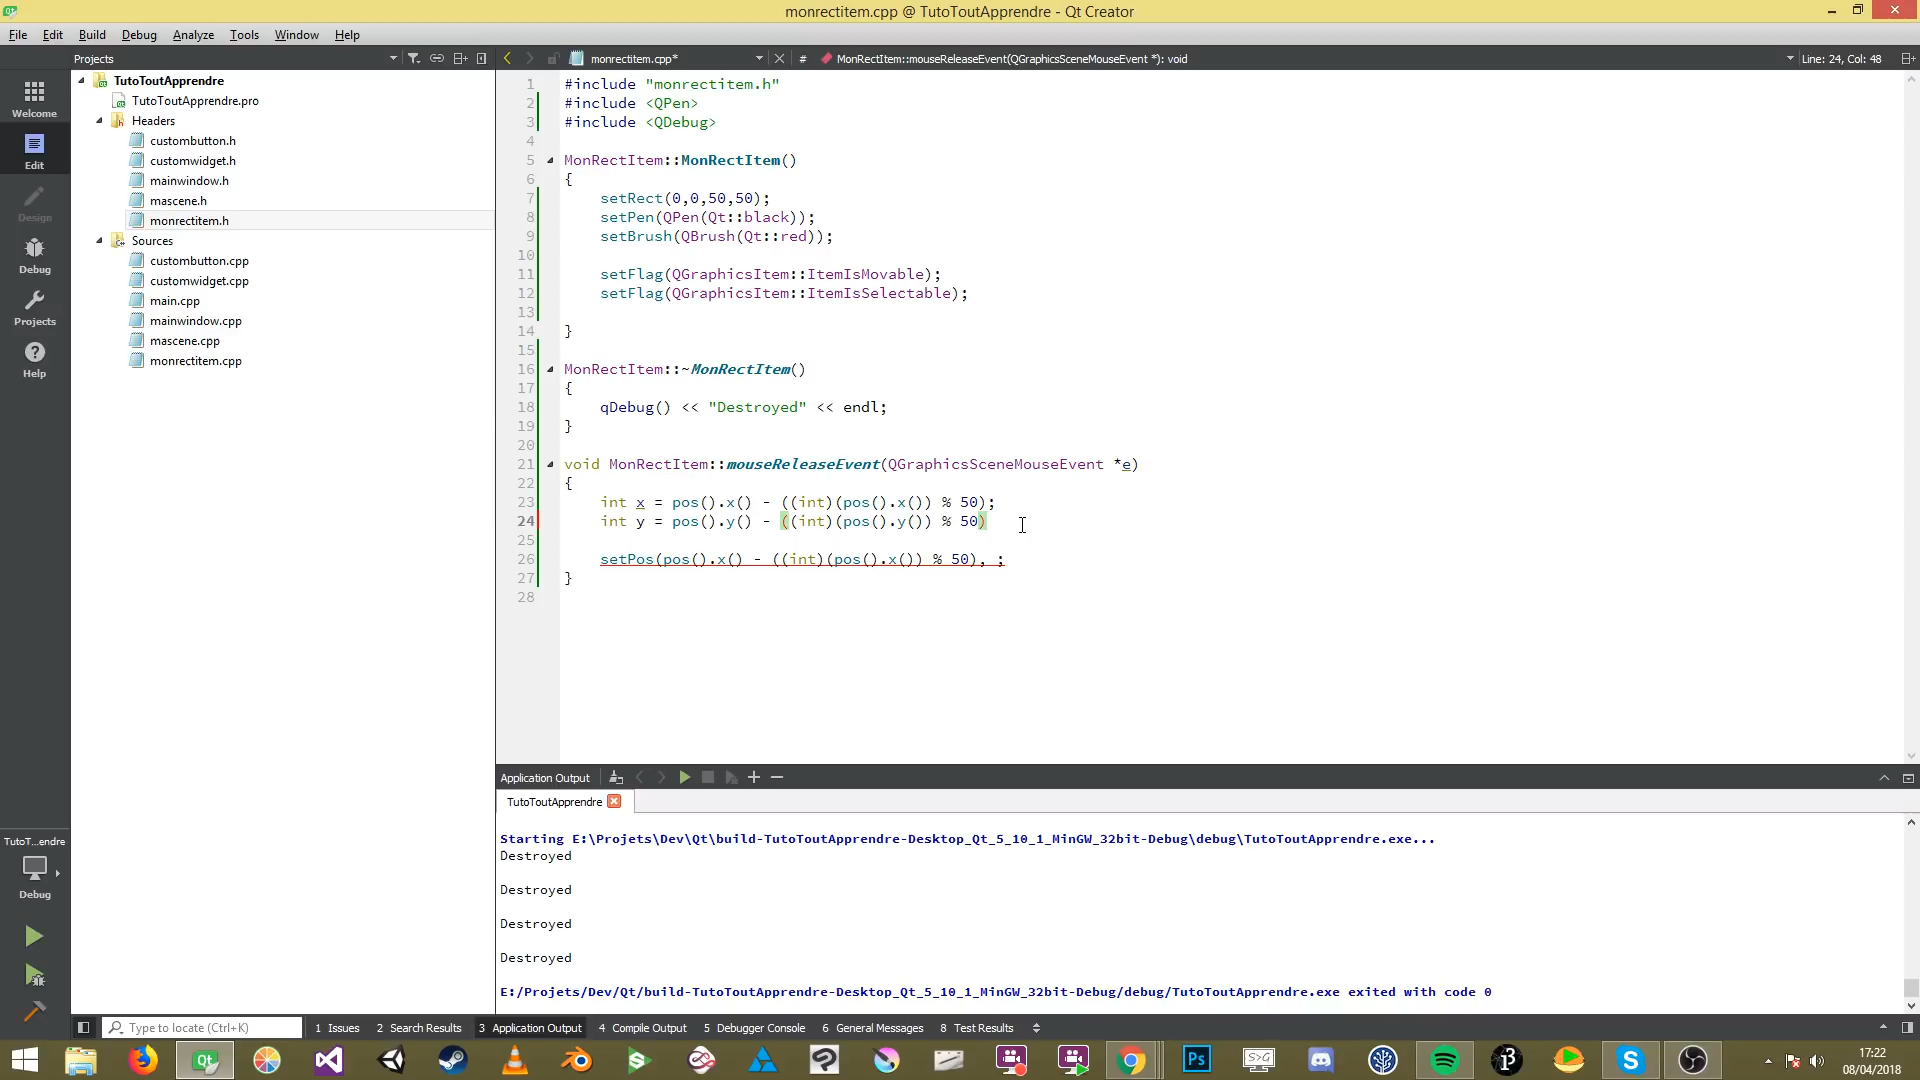 monrectitem.cpp @ TutoToutApprendre - Qt Creator
File Edit Build Debug Analyze Tools Window Help
Projects
monrectitem.cpp*
# MonRectItem::mouseReleaseEvent(QGraphicsSceneMouseEvent *): void
Line: 24, Col: 48
Welcome
Edit
Design
Debug
Projects
Help
TutoToutApprendre
TutoToutApprendre.pro
Headers
custombutton.h
customwidget.h
mainwindow.h
mascene.h
monrectitem.h
Sources
custombutton.cpp
customwidget.cpp
main.cpp
mainwindow.cpp
mascene.cpp
monrectitem.cpp
1 #include "monrectitem.h"
2 #include <QPen>
3 #include <QDebug>
4
5 MonRectItem::MonRectItem()
6 {
7 setRect(0,0,50,50);
8 setPen(QPen(Qt::black));
9 setBrush(QBrush(Qt::red));
10
11 setFlag(QGraphicsItem::ItemIsMovable);
12 setFlag(QGraphicsItem::ItemIsSelectable);
13
14 }
15
16 MonRectItem::~MonRectItem()
17 {
18 qDebug() << "Destroyed" << endl;
19 }
20
21 void MonRectItem::mouseReleaseEvent(QGraphicsSceneMouseEvent *e)
22 {
23 int x = pos().x() - ((int)(pos().x()) % 50);
24 int y = pos().y() - ((int)(pos().y()) % 50)
25
26 setPos(pos().x() - ((int)(pos().x()) % 50), ;
27 }
28
Application Output
TutoToutApprendre
Starting E:\Projets\Dev\Qt\build-TutoToutApprendre-Desktop_Qt_5_10_1_MinGW_32bit-Debug\debug\TutoToutApprendre.exe...
Destroyed
Destroyed
Destroyed
Destroyed
E:/Projets/Dev/Qt/build-TutoToutApprendre-Desktop_Qt_5_10_1_MinGW_32bit-Debug/debug/TutoToutApprendre.exe exited with code 0
TutoT...endre
Debug
Type to locate (Ctrl+K)
1 Issues 2 Search Results 3 Application Output 4 Compile Output 5 Debugger Console 6 General Messages 8 Test Results
17:22
08/04/2018